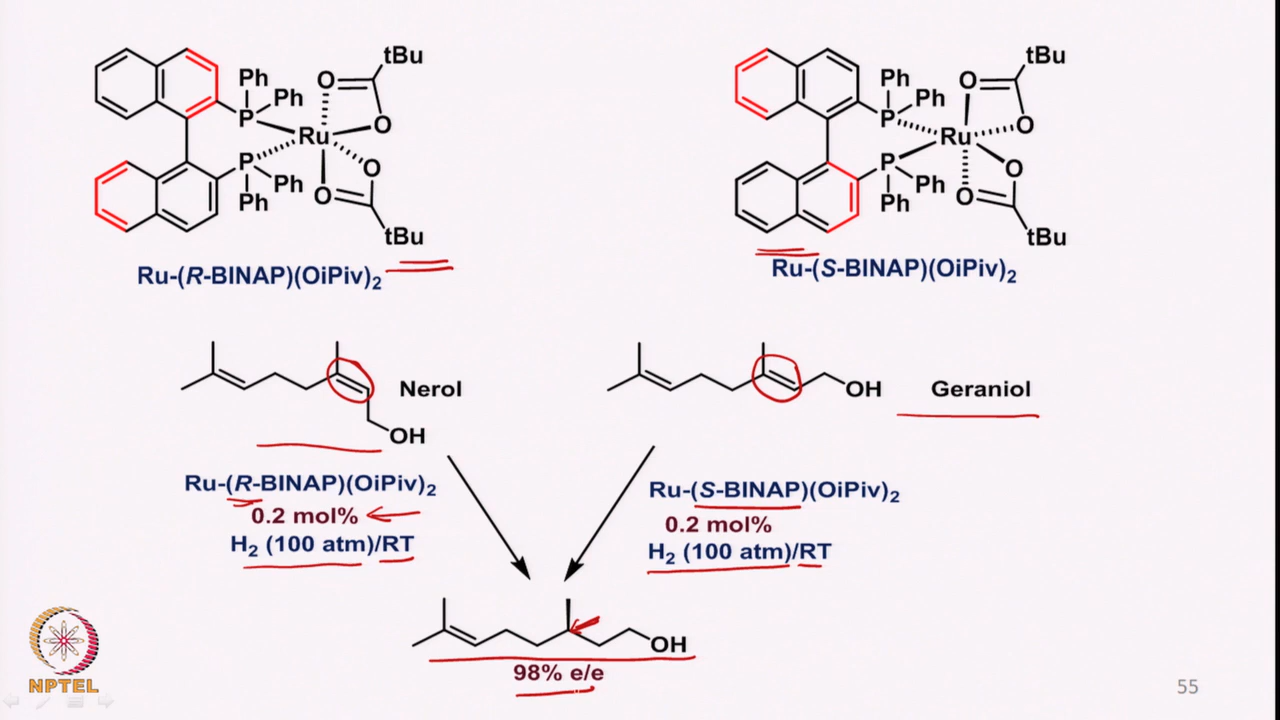 tBu
tBu
Ph
Ph
O
Ph
Ph
O
P
O
P
O
Ru
Ru
P
O
P
O
Ph
O
Ph
O
Ph
Ph
tBu
tBu
Ru-(R-BINAP)(OiPiv)₂
Ru-(S-BINAP)(OiPiv)₂
Nerol
OH
OH
Geraniol
Ru-(R-BINAP)(OiPiv)₂
0.2 mol%
H₂ (100 atm)/RT
Ru-(S-BINAP)(OiPiv)₂
0.2 mol%
H₂ (100 atm)/RT
OH
98% e/e
NPTEL
55